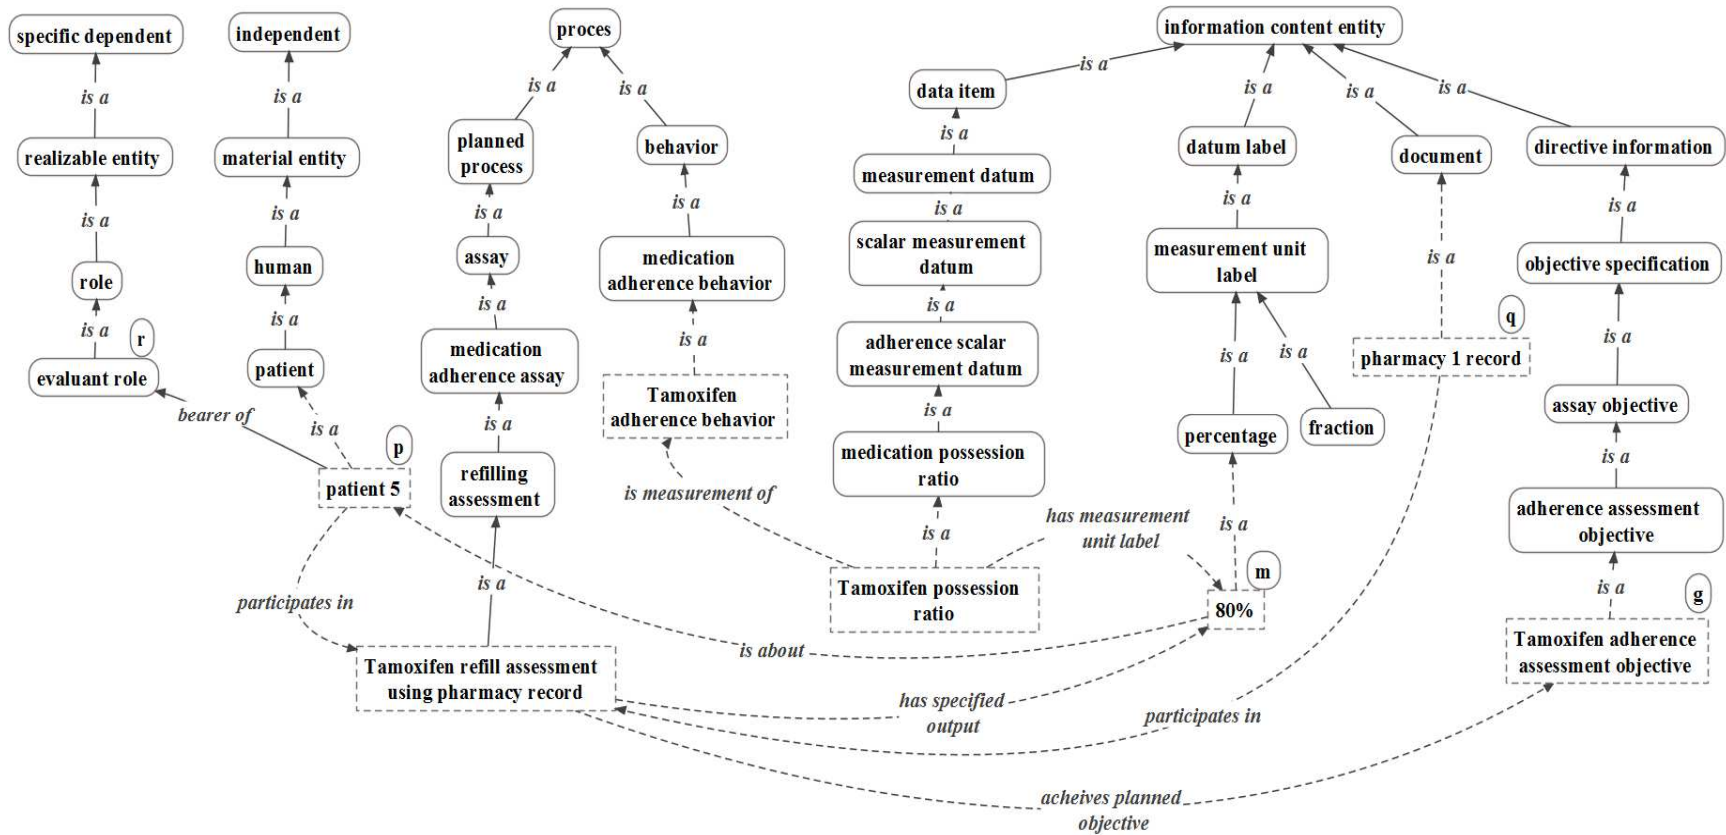 specific dependent
independent
proces
information content entity
is a
is a
is a
is a
is a
is a
is a
is a
data item
is a
realizable entity
material entity
planned
process
behavior
measurement datum
datum label
document
directive information
is a
is a
is a
is a
is a
is a
is a
is a
role
human
assay
medication
adherence behavior
scalar measurement
datum
measurement unit
label
objective specification
is a
is a
is a
is a
is a
is a
is a
is a
r
q
evaluant role
patient
medication
adherence assay
Tamoxifen
adherence behavior
adherence scalar
measurement datum
percentage
fraction
pharmacy 1 record
assay objective
bearer of
is a
is a
is a
is a
p
patient 5
refilling
assessment
is measurement of
medication possession
ratio
has measurement
unit label
is a
is a
adherence assessment
objective
participates in
is a
Tamoxifen possession
ratio
m
80%
is a
g
Tamoxifen adherence
assessment objective
is about
Tamoxifen refill assessment
using pharmacy record
has specified
output
participates in
acheives planned
objective